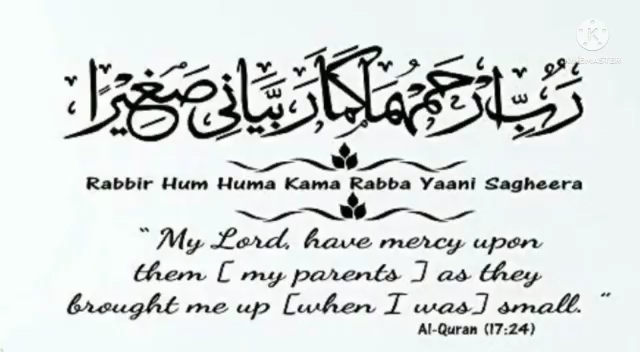 رَبُّ ارْحَمْهُمَا كَمَا رَبَّيَانِي صَغِيرًا
Rabbir Hum Huma Kama Rabba Yaani Sagheera
"My Lord, have mercy upon
them [ my parents ] as they
brought me up [when I was] small. "
Al-Quran (17:24)